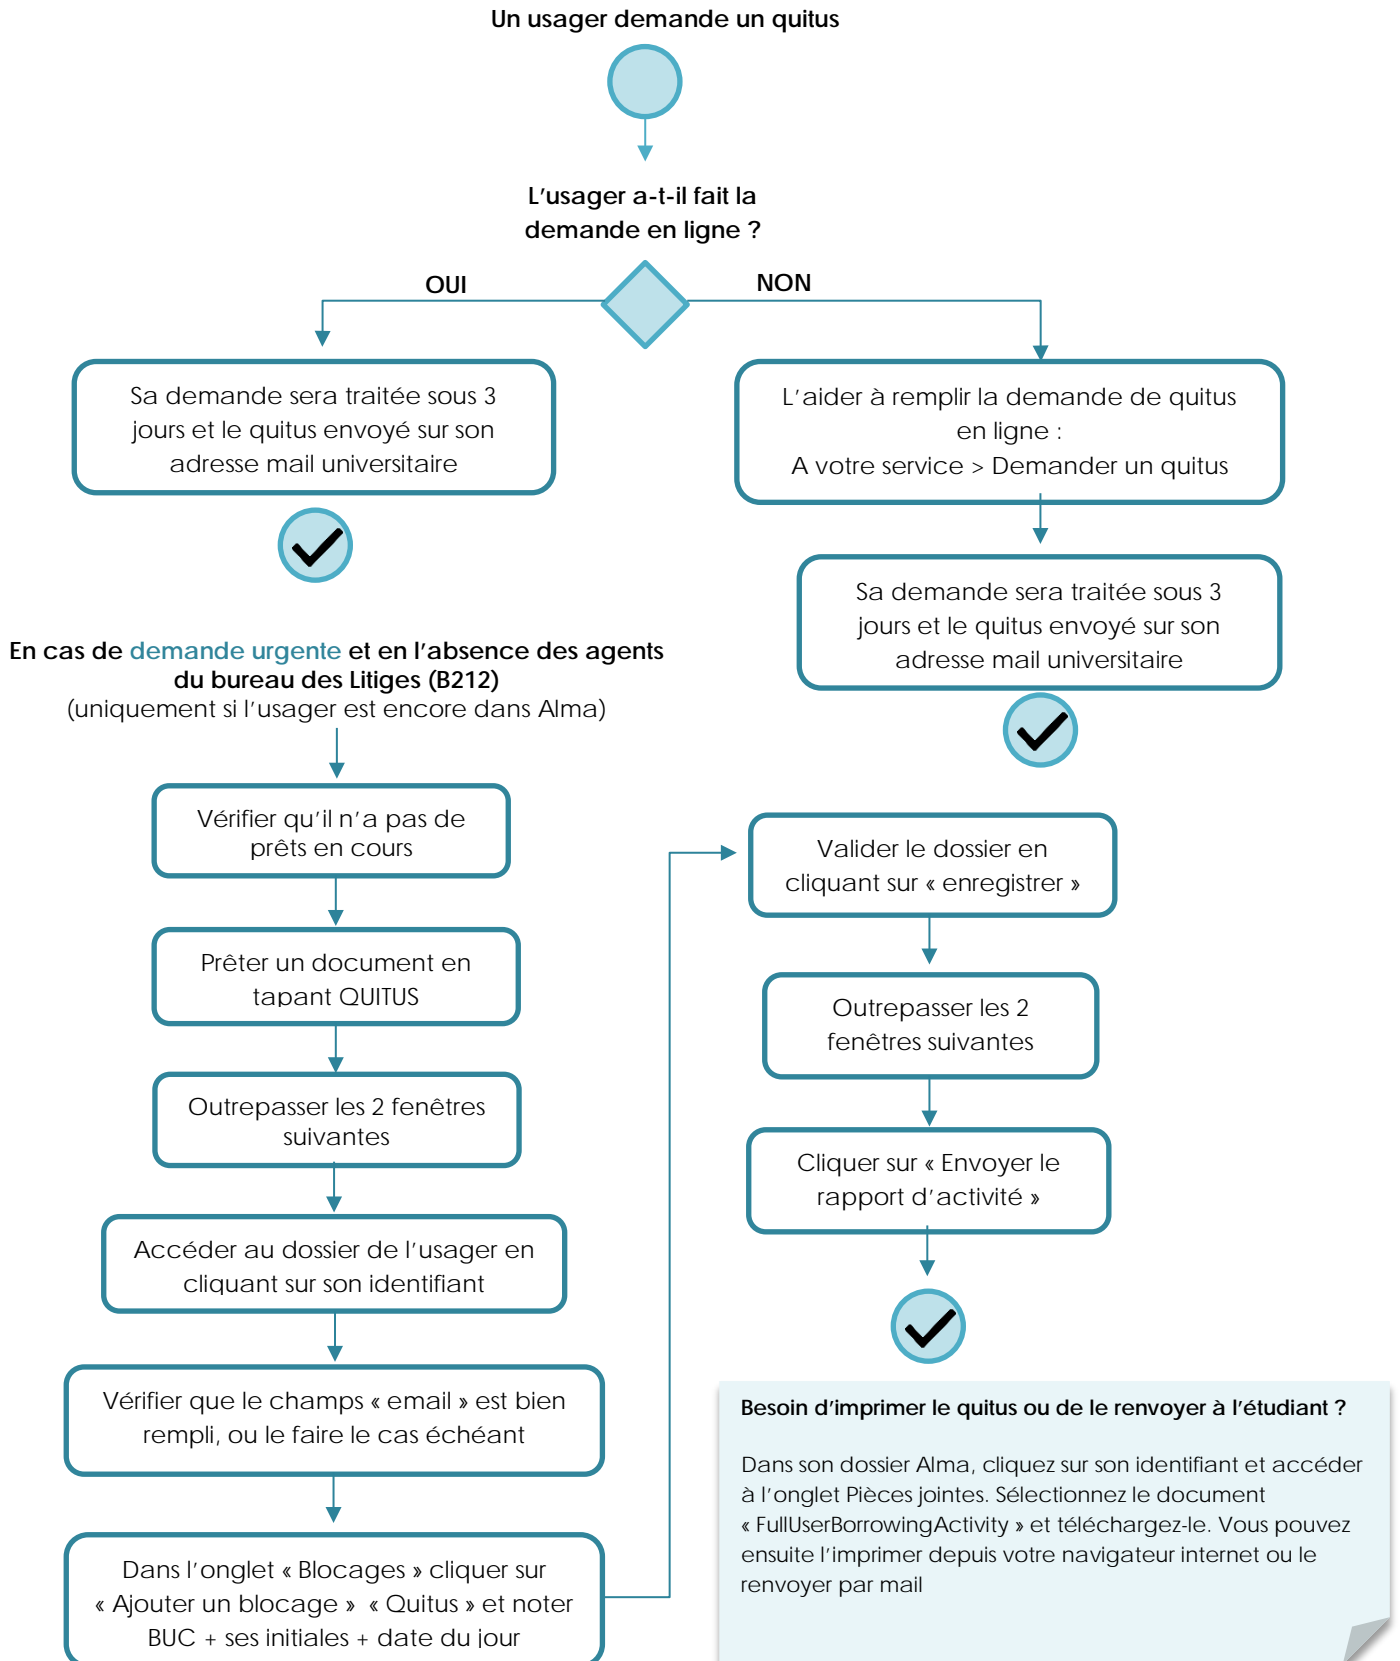 Un usager demande un quitus
L'usager a-t-il fait la
demande en ligne ?
OUI
NON
Sa demande sera traitée sous 3
jours et le quitus envoyé sur son
adresse mail universitaire
L'aider à remplir la demande de quitus
en ligne :
A votre service > Demander un quitus
Sa demande sera traitée sous 3
jours et le quitus envoyé sur son
adresse mail universitaire
En cas de demande urgente et en l'absence des agents
du bureau des Litiges (B212)
(uniquement si l'usager est encore dans Alma)
Vérifier qu'il n'a pas de
prêts en cours
Prêter un document en
tapant QUITUS
Outrepasser les 2 fenêtres
suivantes
Accéder au dossier de l'usager en
cliquant sur son identifiant
Vérifier que le champs « email » est bien
rempli, ou le faire le cas échéant
Dans l'onglet « Blocages » cliquer sur
« Ajouter un blocage »  « Quitus » et noter
BUC + ses initiales + date du jour
Valider le dossier en
cliquant sur « enregistrer »
Outrepasser les 2
fenêtres suivantes
Cliquer sur « Envoyer le
rapport d'activité »
Besoin d'imprimer le quitus ou de le renvoyer à l'étudiant ?
Dans son dossier Alma, cliquez sur son identifiant et accéder
à l'onglet Pièces jointes. Sélectionnez le document
« FullUserBorrowingActivity » et téléchargez-le. Vous pouvez
ensuite l'imprimer depuis votre navigateur internet ou le
renvoyer par mail